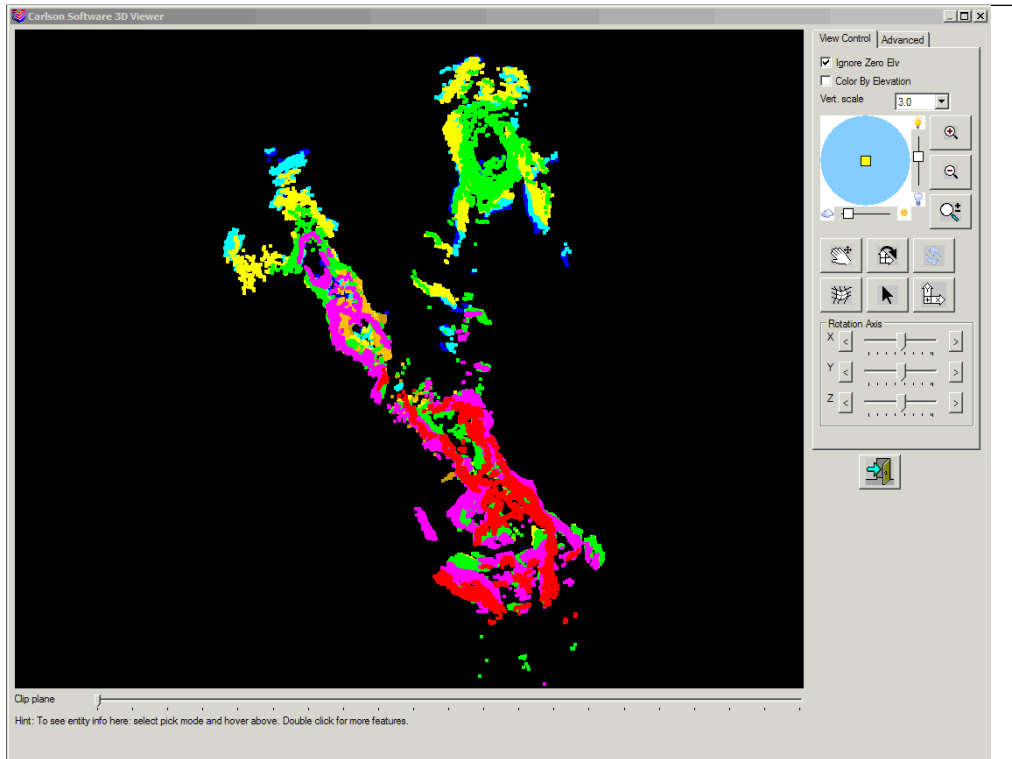 Carlson Software 3D Viewer
View Control
Advanced
Ignore Zero Elv
Color By Elevation
Vert. scale
3.0
Rotation Axis
X < >
Y < >
Z < >
Clip plane
Hint: To see entity info here: select pick mode and hover above. Double click for more features.